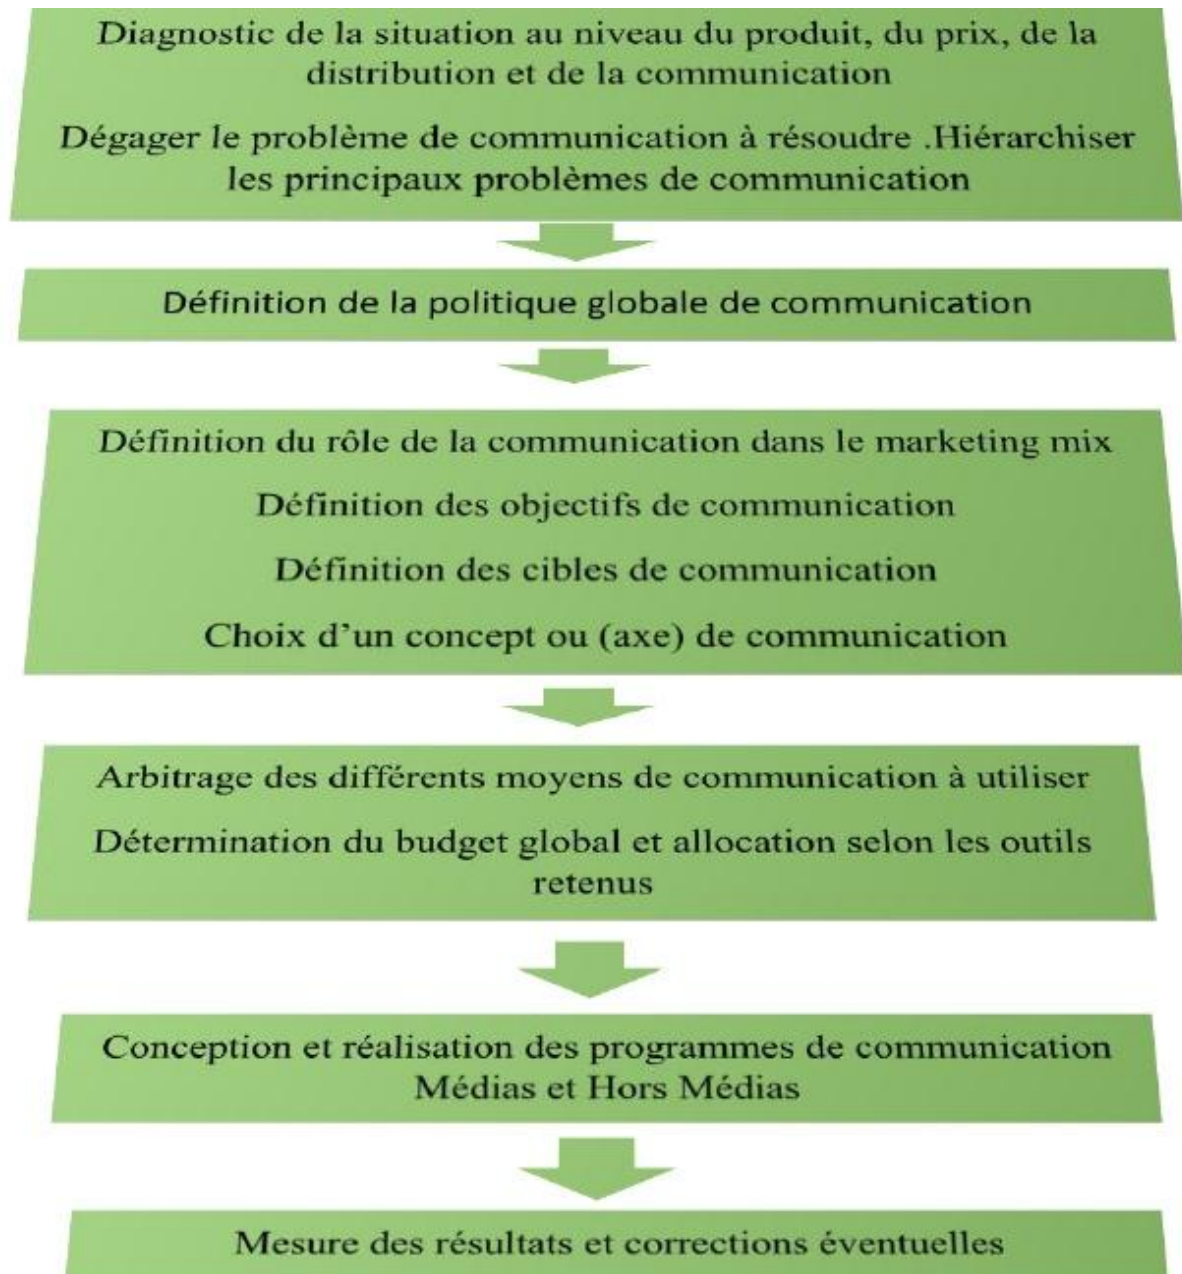 Diagnostic de la situation au niveau du produit, du prix, de la
distribution et de la communication
Dégager le problème de communication à résoudre .Hiérarchiser
les principaux problèmes de communication
Définition de la politique globale de communication
Définition du rôle de la communication dans le marketing mix
Définition des objectifs de communication
Définition des cibles de communication
Choix d’un concept ou (axe) de communication
Arbitrage des différents moyens de communication à utiliser
Détermination du budget global et allocation selon les outils
retenus
Conception et réalisation des programmes de communication
Médias et Hors Médias
Mesure des résultats et corrections éventuelles